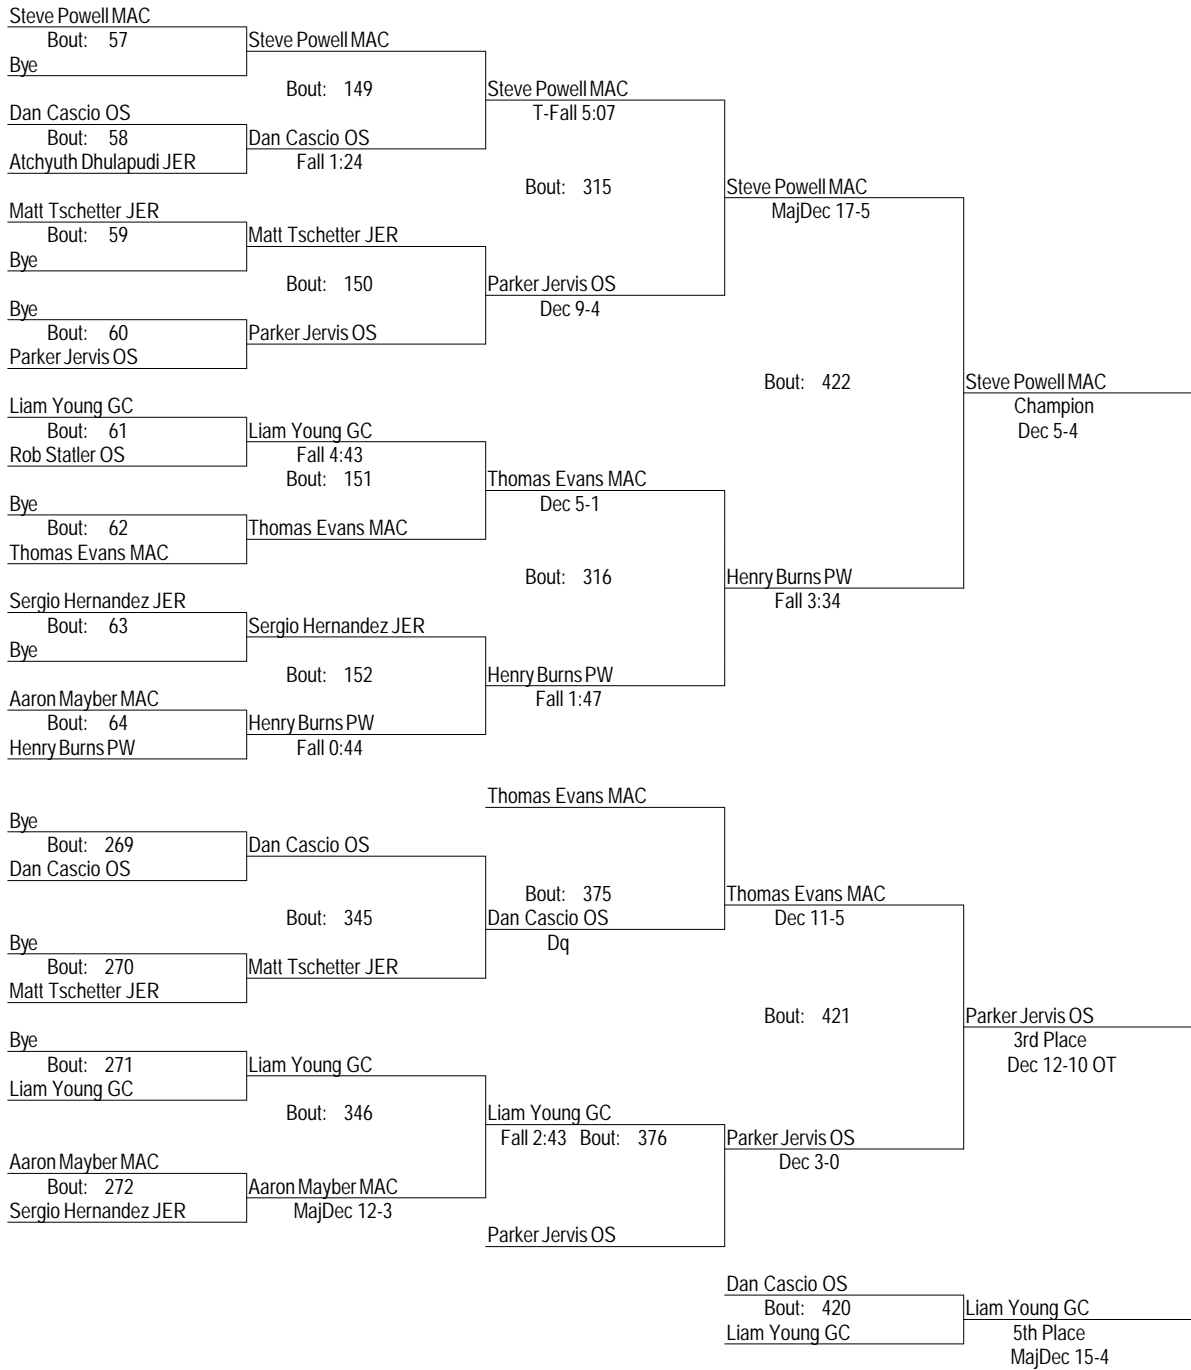 Steve Powell MAC
Bout: 57
Steve Powell MAC
Bye
Bout: 149
Steve Powell MAC
T-Fall 5:07
Dan Cascio OS
Bout: 58
Dan Cascio OS
Atchyuth Dhulapudi JER
Fall 1:24
Bout: 315
Steve Powell MAC
MajDec 17-5
Matt Tschetter JER
Bout: 59
Matt Tschetter JER
Bye
Bout: 150
Parker Jervis OS
Dec 9-4
Bye
Bout: 60
Parker Jervis OS
Parker Jervis OS
Bout: 422
Steve Powell MAC
Champion
Dec 5-4
Liam Young GC
Bout: 61
Liam Young GC
Rob Statler OS
Fall 4:43
Bout: 151
Thomas Evans MAC
Dec 5-1
Bye
Bout: 62
Thomas Evans MAC
Thomas Evans MAC
Bout: 316
Henry Burns PW
Fall 3:34
Sergio Hernandez JER
Bout: 63
Sergio Hernandez JER
Bye
Bout: 152
Henry Burns PW
Fall 1:47
Aaron Mayber MAC
Bout: 64
Henry Burns PW
Henry Burns PW
Fall 0:44
Thomas Evans MAC
Bye
Bout: 269
Dan Cascio OS
Dan Cascio OS
Bout: 375
Thomas Evans MAC
Dec 11-5
Bout: 345
Dan Cascio OS
Dq
Bye
Bout: 270
Matt Tschetter JER
Matt Tschetter JER
Bout: 421
Parker Jervis OS
3rd Place
Dec 12-10 OT
Bye
Bout: 271
Liam Young GC
Liam Young GC
Bout: 346
Liam Young GC
Fall 2:43 Bout: 376
Parker Jervis OS
Dec 3-0
Aaron Mayber MAC
Bout: 272
Aaron Mayber MAC
Sergio Hernandez JER
MajDec 12-3
Parker Jervis OS
Dan Cascio OS
Bout: 420
Liam Young GC
Liam Young GC
5th Place
MajDec 15-4